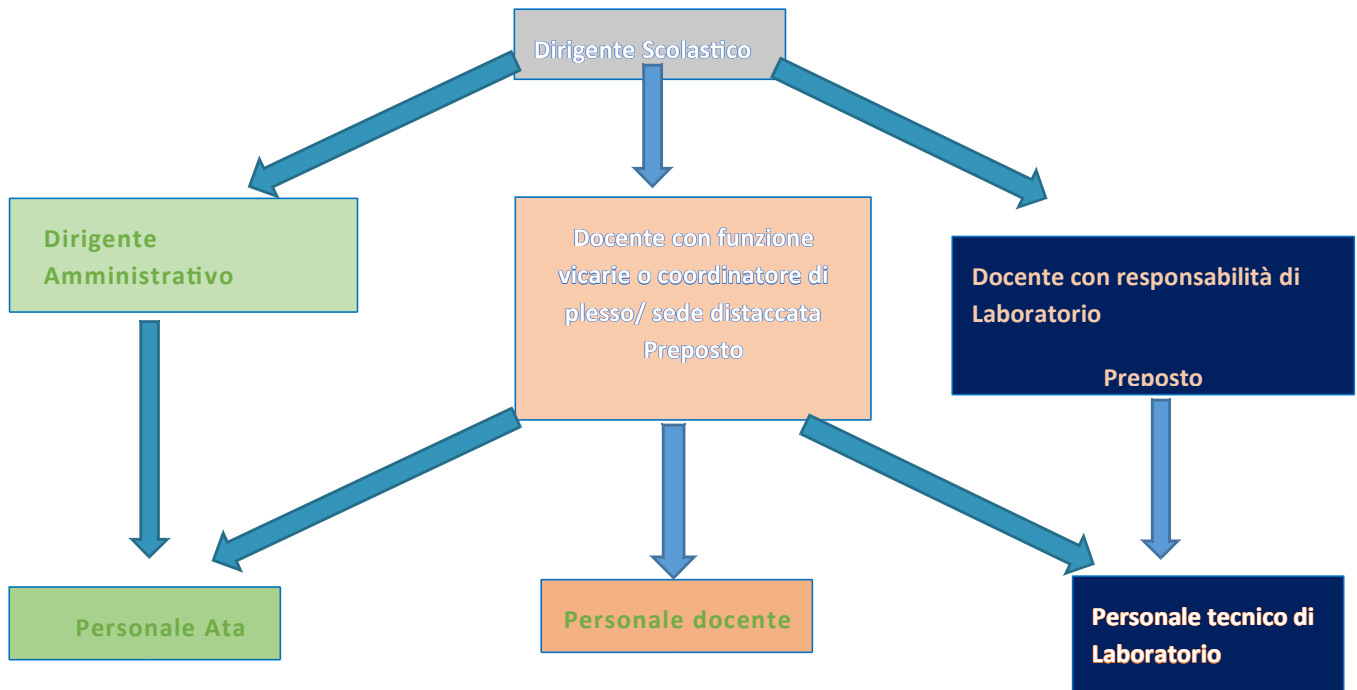 Dirigente Scolastico
Dirigente
Amministrativo
Docente con funzione
vicarie o coordinatore di
plesso/ sede distaccata
Preposto
Docente con responsabilità di
Laboratorio
Preposto
Personale Ata
Personale docente
Personale tecnico di
Laboratorio